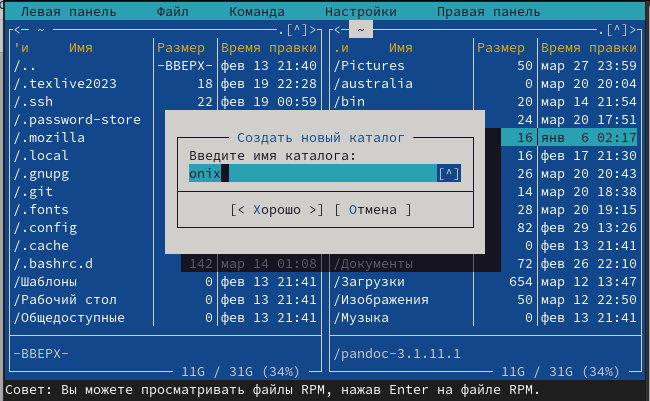 Левая панель Файл Команда Настройки Правая панель
<─ ~ .[^]> <─ ~ .[^]>
'и Имя Размер Время правки .и Имя Размер Время правки
/.. -ВВЕРХ- фев 13 21:40 /Pictures 50 мар 27 23:59
/.texlive2023 18 фев 19 22:28 /australia 0 мар 20 20:04
/.ssh 22 фев 19 00:59 /bin 20 мар 14 21:54
/.password-store 24 мар 20 17:51
/.mozilla 16 янв 6 02:17
/.local 16 фев 17 21:30
/.gnupg 26 мар 20 20:43
/.git 14 мар 20 18:38
/.fonts 28 мар 20 19:15
/.config 82 фев 29 13:26
/.cache 0 фев 13 21:41
/.bashrc.d 142 мар 14 01:08 /Документы 72 фев 26 22:10
/Шаблоны 0 фев 13 21:41 /Загрузки 654 мар 12 13:47
/Рабочий стол 0 фев 13 21:41 /Изображения 50 мар 12 22:50
/Общедоступные 0 фев 13 21:41 /Музыка 0 фев 13 21:41
Создать новый каталог
Введите имя каталога:
onix [^]
[< Хорошо >] [ Отмена ]
-ВВЕРХ- /pandoc-3.1.11.1
11G / 31G (34%) 11G / 31G (34%)
Совет: Вы можете просматривать файлы RPM, нажав Enter на файле RPM.